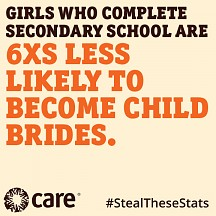 GIRLS WHO COMPLETE
SECONDARY SCHOOL ARE
6XS LESS
LIKELY TO
BECOME CHILD
BRIDES.
care®
#StealTheseStats